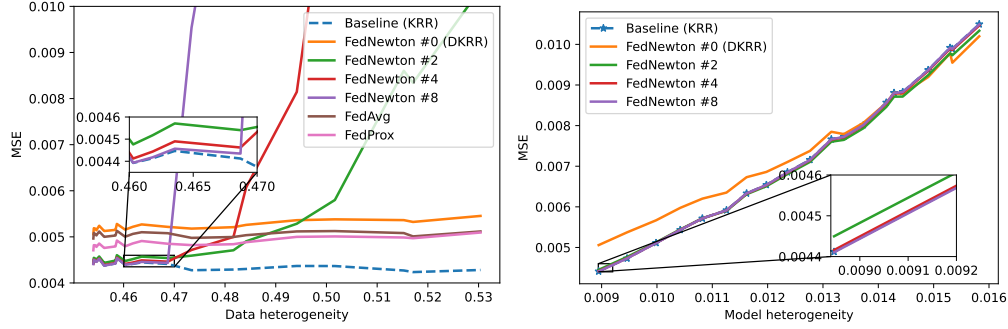 0.010
0.009
0.008
0.007
0.006
0.005
0.004
MSE
Baseline (KRR)
FedNewton #0 (DKRR)
FedNewton #2
FedNewton #4
FedNewton #8
FedAvg
FedProx
0.0046
0.0045
0.0044
0.460 0.465 0.470
0.46 0.47 0.48 0.49 0.50 0.51 0.52 0.53
Data heterogeneity
0.010
0.009
0.008
0.007
0.006
0.005
MSE
Baseline (KRR)
FedNewton #0 (DKRR)
FedNewton #2
FedNewton #4
FedNewton #8
0.0046
0.0045
0.0044
0.0090 0.0091 0.0092
0.009 0.010 0.011 0.012 0.013 0.014 0.015 0.016
Model heterogeneity